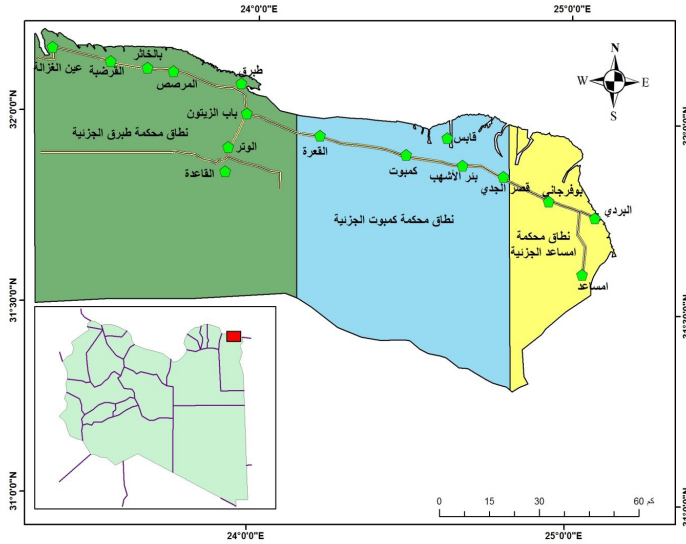 24°0'0"E
25°0'0"E
بالخاثر
طبرق
عين الغزالة
القرضبة
المرصص
N
W
E
S
32°0'0"N
باب الزيتون
نطاق محكمة طبرق الجزئية
الوتر
القاعدة
القعرة
قابس
كمبوت
بئر الأشهب
قصر الجدي
بوفرجاني
البردي
نطاق محكمة كمبوت الجزئية
نطاق محكمة
امساعد الجزئية
امساعد
31°30'0"N
31°0'0"N
0
15
30
60 كم
24°0'0"E
25°0'0"E